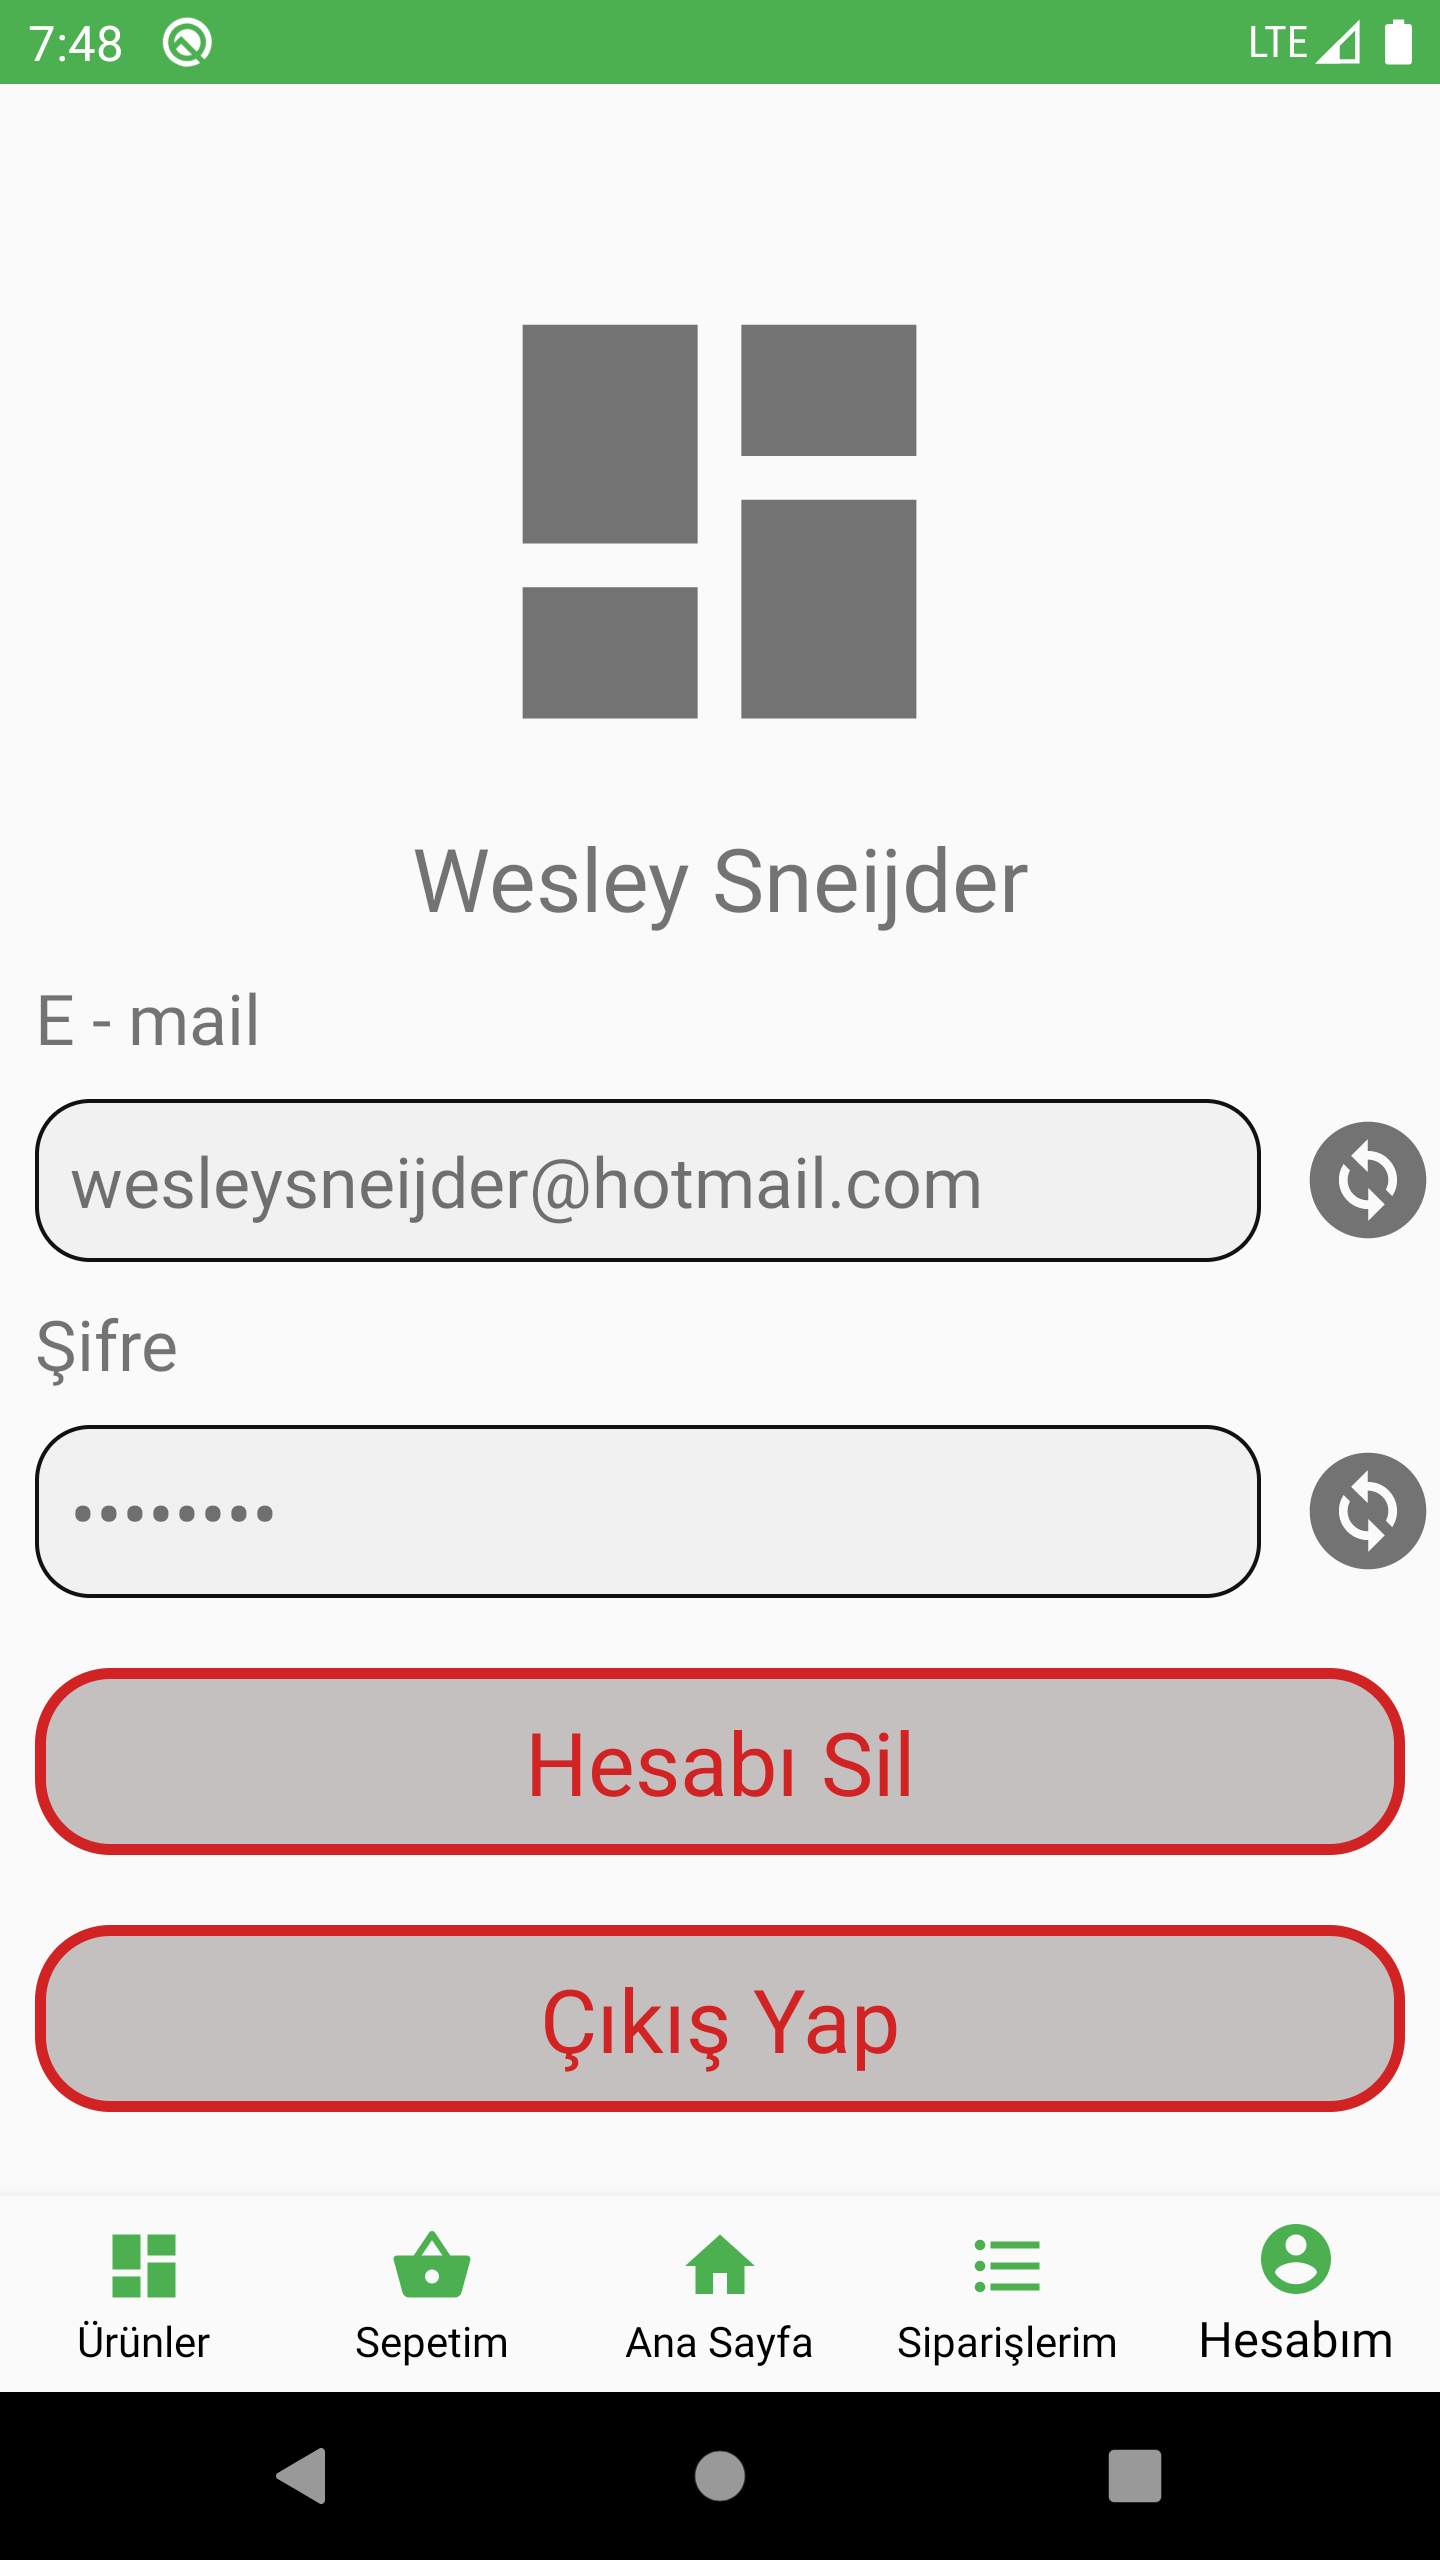 7:48
LTE
Wesley Sneijder
E - mail
wesleysneijder@hotmail.com
Şifre
••••••••
Hesabı Sil
Çıkış Yap
Ürünler
Sepetim
Ana Sayfa
Siparişlerim
Hesabım